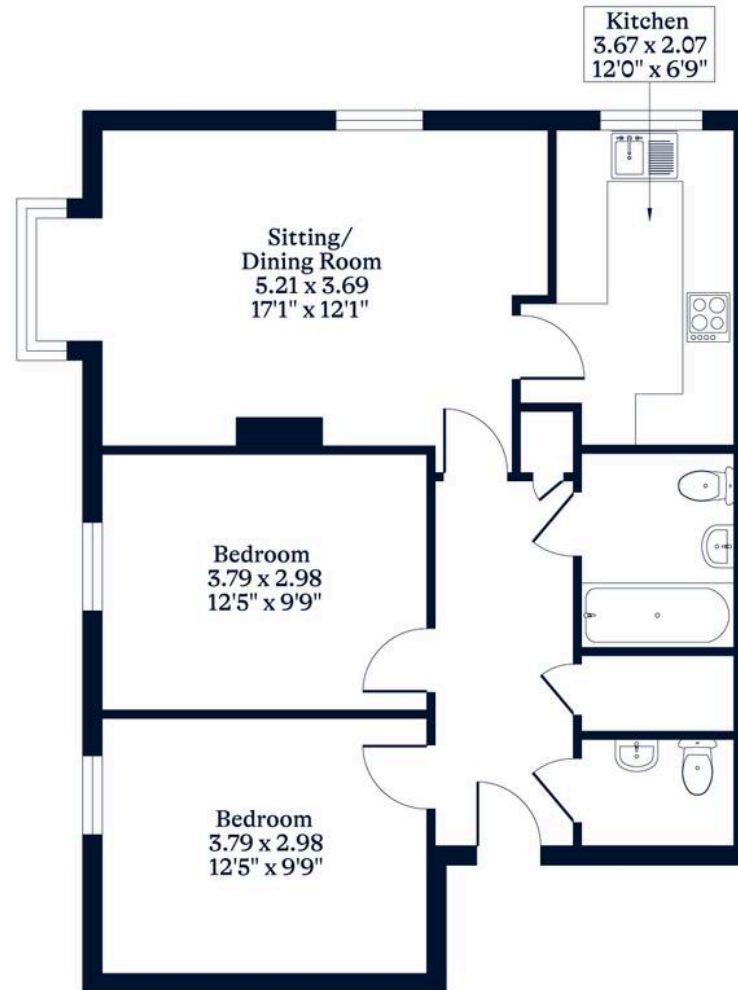 Kitchen
3.67 x 2.07
12'0" x 6'9"
Sitting/
Dining Room
5.21 x 3.69
17'1" x 12'1"
Bedroom
3.79 x 2.98
12'5" x 9'9"
Bedroom
3.79 x 2.98
12'5" x 9'9"